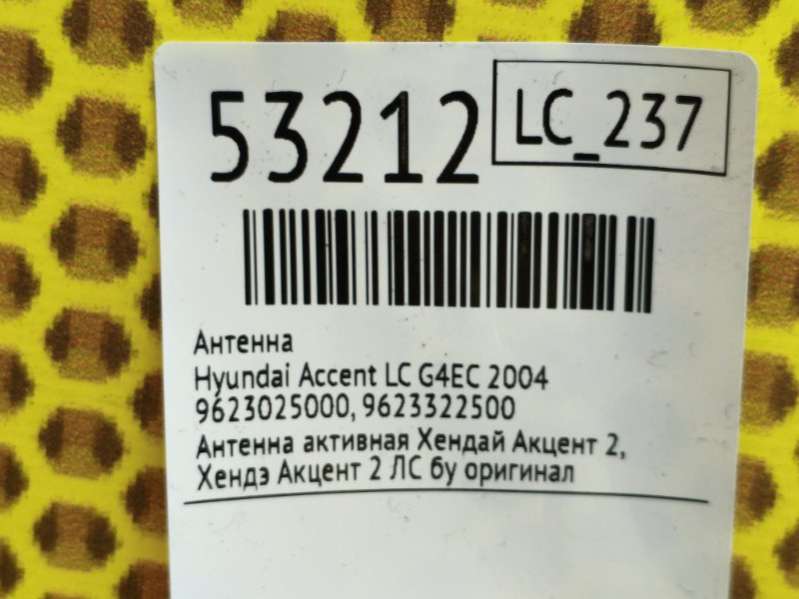 53212
LC_237
Антенна
Hyundai Accent LC G4EC 2004
9623025000, 9623322500
Антенна активная Хендай Акцент 2,
Хендэ Акцент 2 ЛС бу оригинал